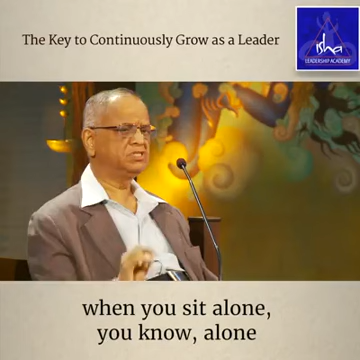 The Key to Continuously Grow as a Leader
isha
LEADERSHIP ACADEMY
when you sit alone,
you know, alone